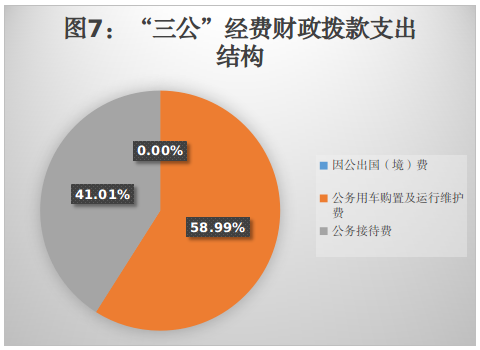 图7：“三公”经费财政拨款支出
结构
0.00%
41.01%
58.99%
因公出国（境）费
公务用车购置及运行维护
费
公务接待费